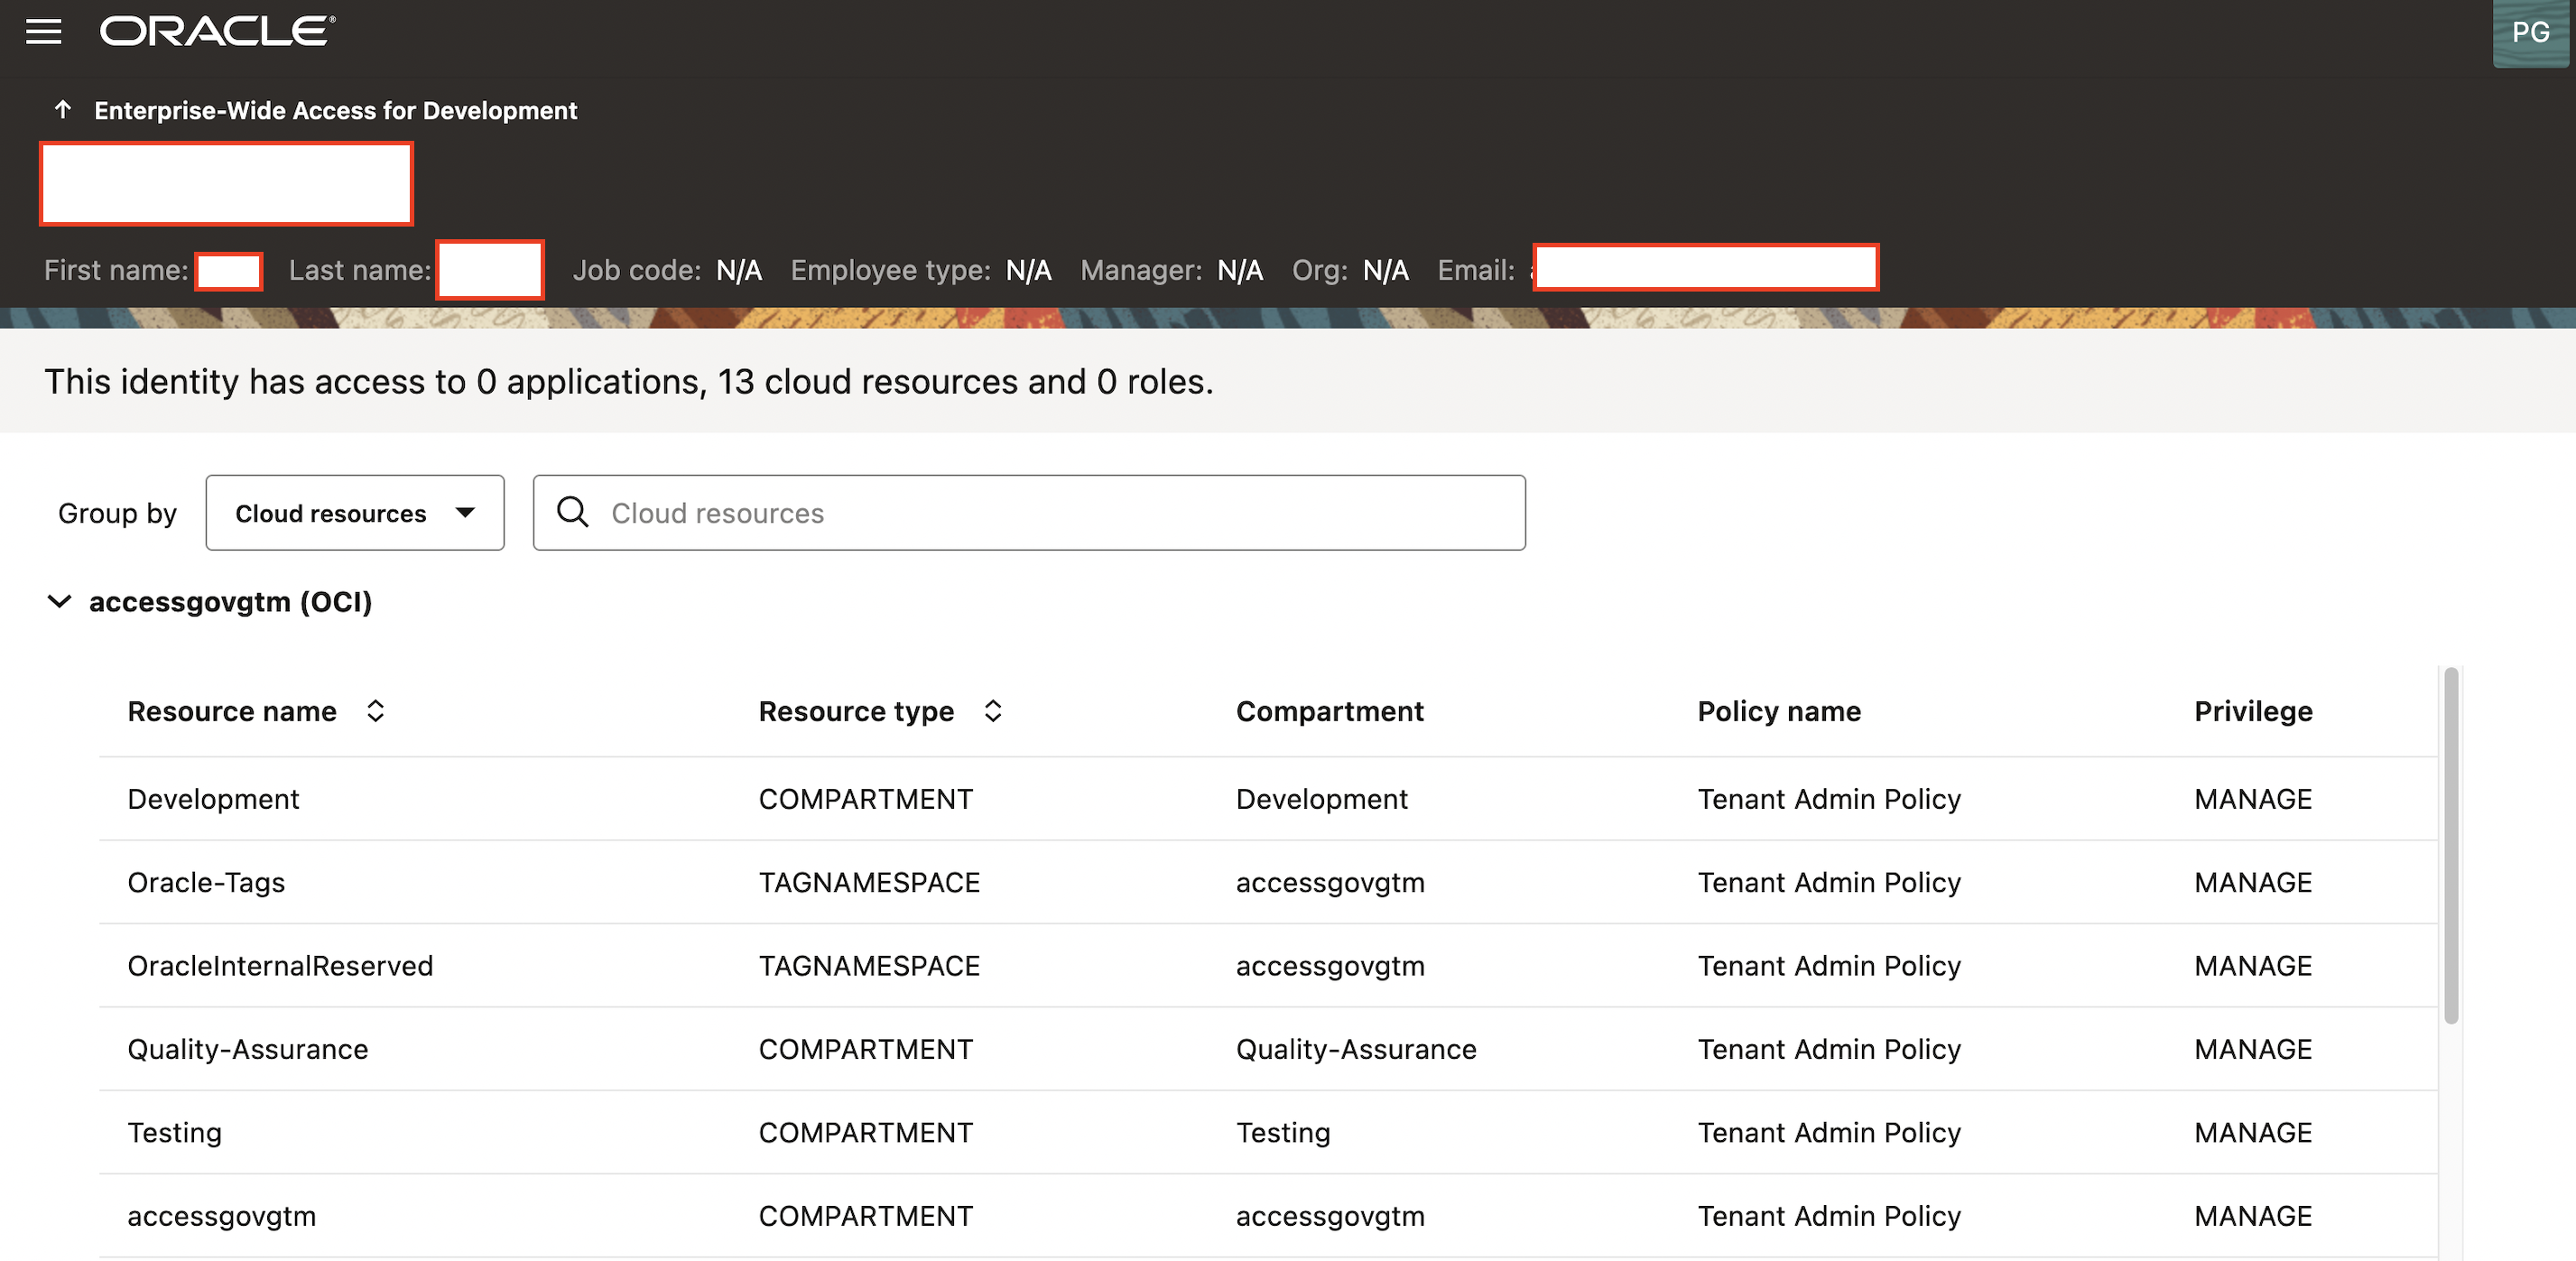 ORACLE®
PG
Enterprise-Wide Access for Development
First name: Last name: Job code: N/A Employee type: N/A Manager: N/A Org: N/A Email:
This identity has access to 0 applications, 13 cloud resources and 0 roles.
Group by Cloud resources Cloud resources
accessgovgtm (OCI)
Resource name Resource type Compartment Policy name Privilege
Development COMPARTMENT Development Tenant Admin Policy MANAGE
Oracle-Tags TAGNAMESPACE accessgovgtm Tenant Admin Policy MANAGE
OracleInternalReserved TAGNAMESPACE accessgovgtm Tenant Admin Policy MANAGE
Quality-Assurance COMPARTMENT Quality-Assurance Tenant Admin Policy MANAGE
Testing COMPARTMENT Testing Tenant Admin Policy MANAGE
accessgovgtm COMPARTMENT accessgovgtm Tenant Admin Policy MANAGE